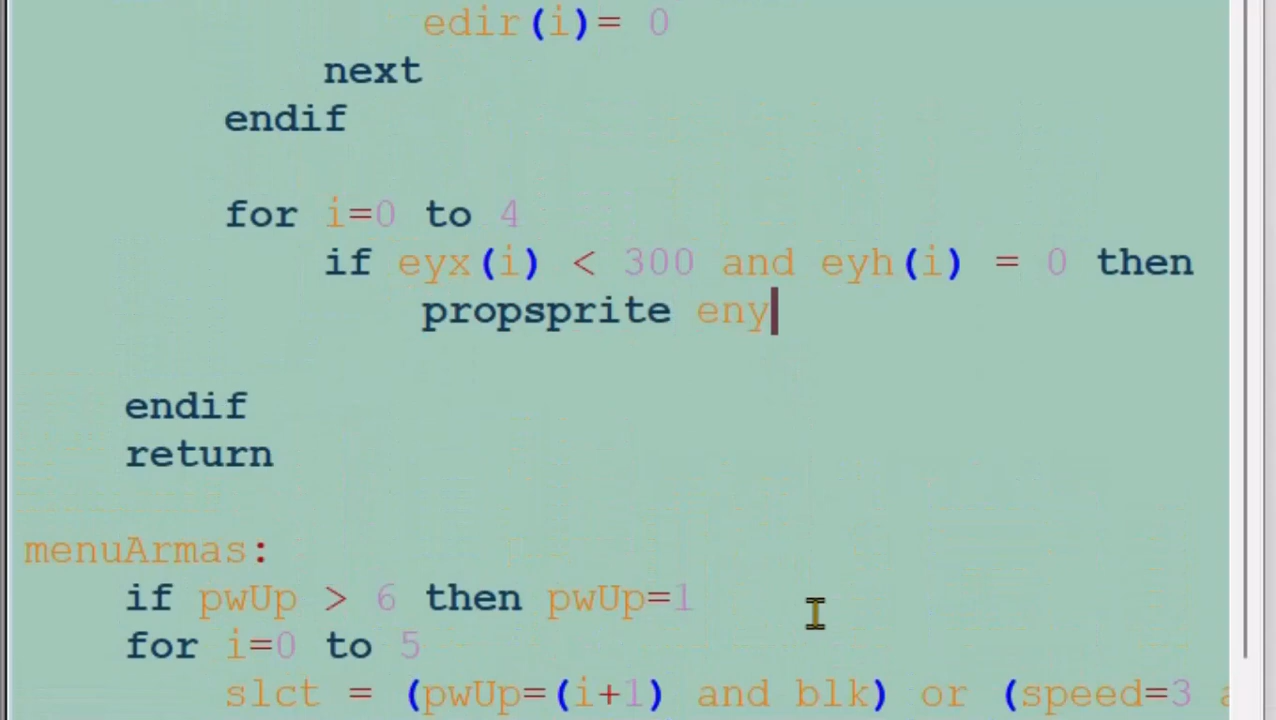 edir(i)= 0
next
endif
for i=0 to 4
if eyx(i) < 300 and eyh(i) = 0 then
propsprite eny
endif
return
menuArmas:
if pwUp > 6 then pwUp=1
for i=0 to 5
slct = (pwUp=(i+1) and blk) or (speed=3 a